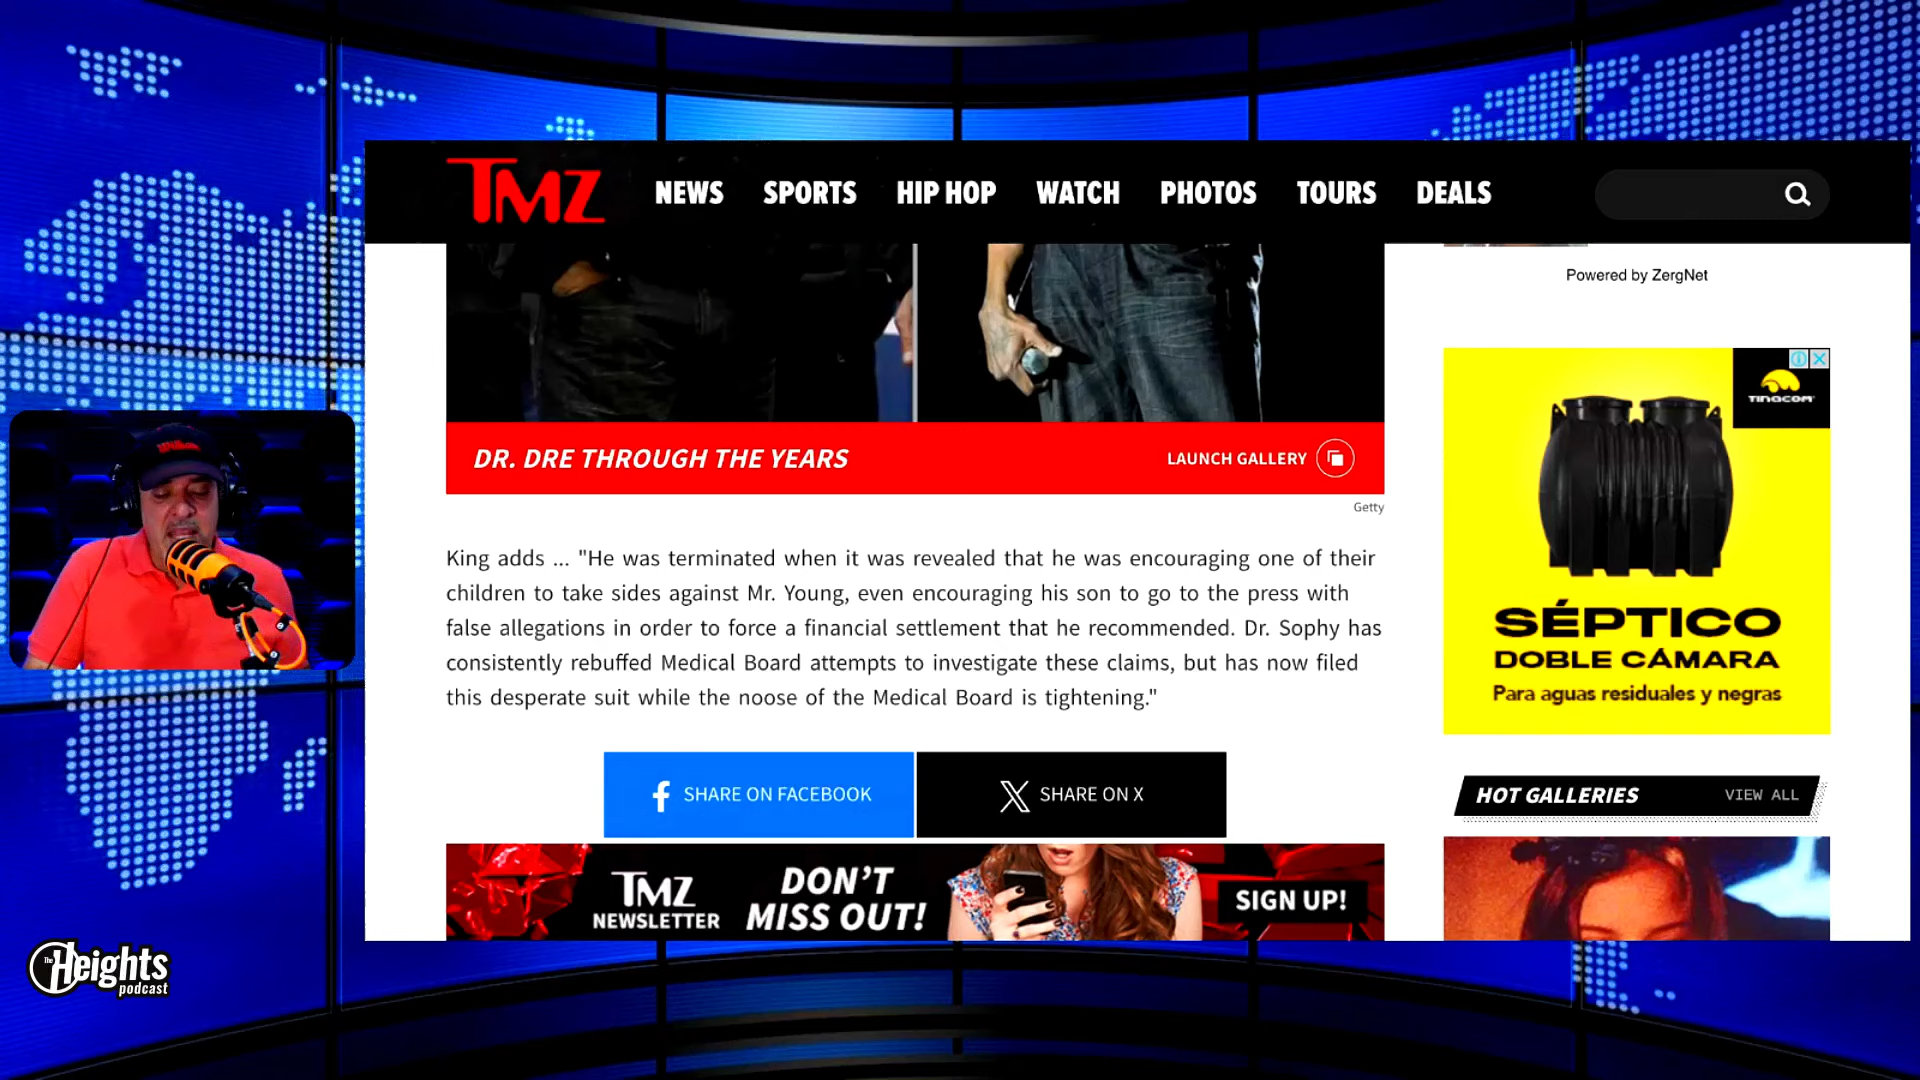 TMZ
NEWS SPORTS HIP HOP WATCH PHOTOS TOURS DEALS
Powered by ZergNet
TINACOM
DR. DRE THROUGH THE YEARS
LAUNCH GALLERY
Getty
King adds ... "He was terminated when it was revealed that he was encouraging one of their
children to take sides against Mr. Young, even encouraging his son to go to the press with
false allegations in order to force a financial settlement that he recommended. Dr. Sophy has
consistently rebuffed Medical Board attempts to investigate these claims, but has now filed
this desperate suit while the noose of the Medical Board is tightening."
SÉPTICO
DOBLE CÁMARA
Para aguas residuales y negras
SHARE ON FACEBOOK
SHARE ON X
HOT GALLERIES
VIEW ALL
TMZ
NEWSLETTER
DON'T
MISS OUT!
SIGN UP!
The Heights
podcast